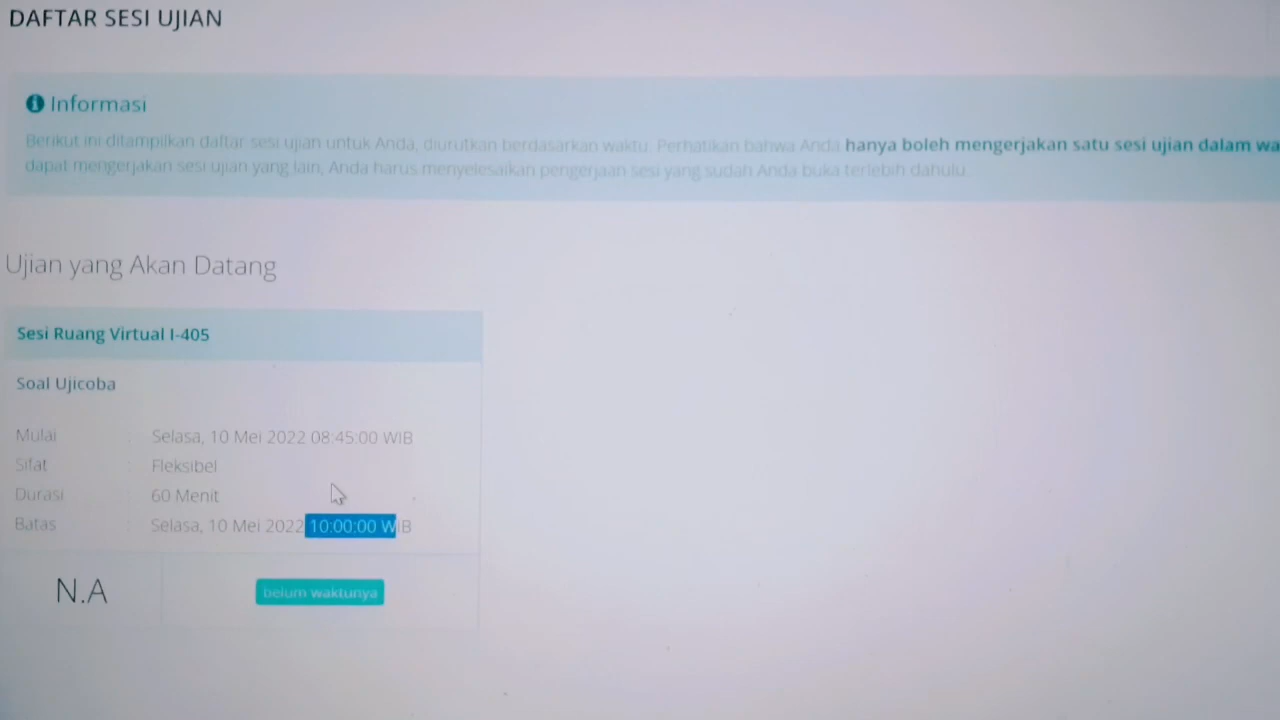 DAFTAR SESI UJIAN
Informasi
Berikut ini ditampilkan daftar sesi ujian untuk Anda, diurutkan berdasarkan waktu. Perhatikan bahwa Anda hanya boleh mengerjakan satu sesi ujian dalam wa
dapat mengerjakan sesi ujian yang lain, Anda harus menyelesaikan pengerjaan sesi yang sudah Anda buka terlebih dahulu.
Ujian yang Akan Datang
Sesi Ruang Virtual I-405
Soal Ujicoba
Mulai : Selasa, 10 Mei 2022 08:45:00 WIB
Sifat : Fleksibel
Durasi : 60 Menit
Batas : Selasa, 10 Mei 2022 10:00:00 WIB
N.A
belum waktunya